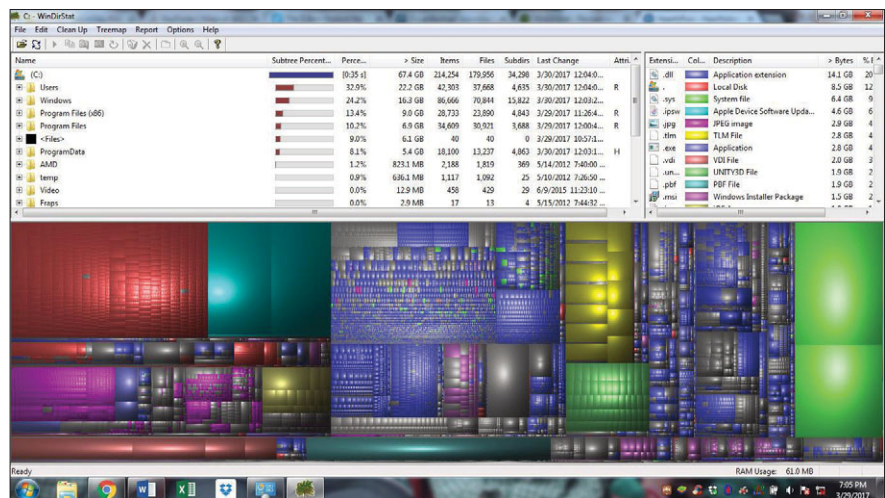 C: - WinDirStat
File Edit Clean Up Treemap Report Options Help
Name Subtree Percent... Perce... > Size Items Files Subdirs Last Change Attri...
(C:) [0:35 s] 67.4 GB 214,254 179,956 34,298 3/30/2017 12:04:0...
Users 32.9% 22.2 GB 42,303 37,668 4,635 3/30/2017 12:04:0... R
Windows 24.2% 16.3 GB 86,666 70,844 15,822 3/30/2017 12:03:2...
Program Files (x86) 13.4% 9.0 GB 28,733 23,890 4,843 3/29/2017 11:26:4... R
Program Files 10.2% 6.9 GB 34,609 30,921 3,688 3/29/2017 12:00:4... R
<Files> 9.0% 6.1 GB 40 40 0 3/29/2017 10:57:1...
ProgramData 8.1% 5.4 GB 18,100 13,237 4,863 3/30/2017 12:03:1... H
AMD 1.2% 823.1 MB 2,188 1,819 369 5/14/2012 7:40:00 ...
temp 0.9% 636.1 MB 1,117 1,092 25 5/10/2012 7:26:50 ...
Video 0.0% 12.9 MB 458 429 29 6/9/2015 11:23:10 ...
Fraps 0.0% 2.9 MB 17 13 4 5/15/2012 7:44:32 ...
Extensi... Col... Description > Bytes %
.dll Application extension 14.1 GB 20
. Local Disk 8.5 GB 12
.sys System file 6.4 GB 9
.ipsw Apple Device Software Upda... 4.6 GB 6
.jpg JPEG image 2.9 GB 4
.tlm TLM File 2.8 GB 4
.exe Application 2.8 GB 4
.vdi VDI File 2.0 GB 3
.un... UNITY3D File 1.9 GB 2
.pbf PBF File 1.9 GB 2
.msi Windows Installer Package 1.5 GB 2
Ready RAM Usage: 61.0 MB
7:05 PM
3/29/2017